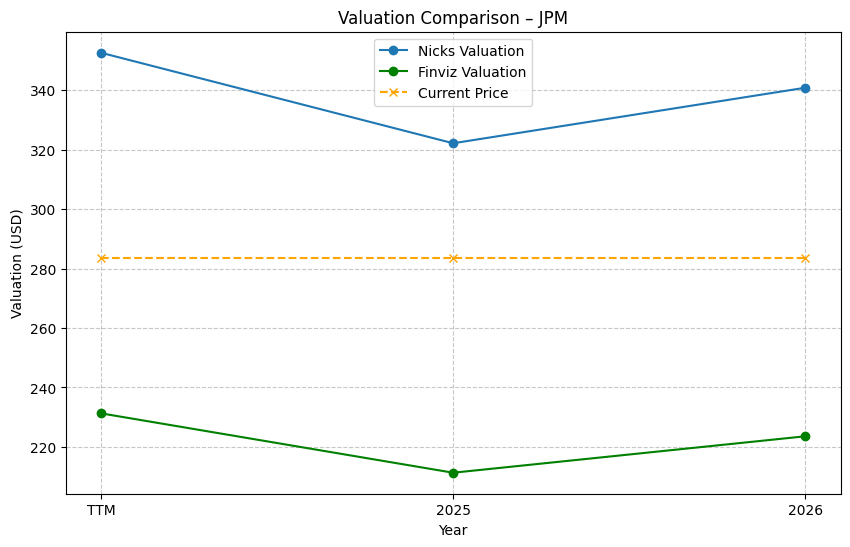 Valuation Comparison – JPM
Nicks Valuation
Finviz Valuation
Current Price
Valuation (USD)
340
320
300
280
260
240
220
TTM
2025
2026
Year